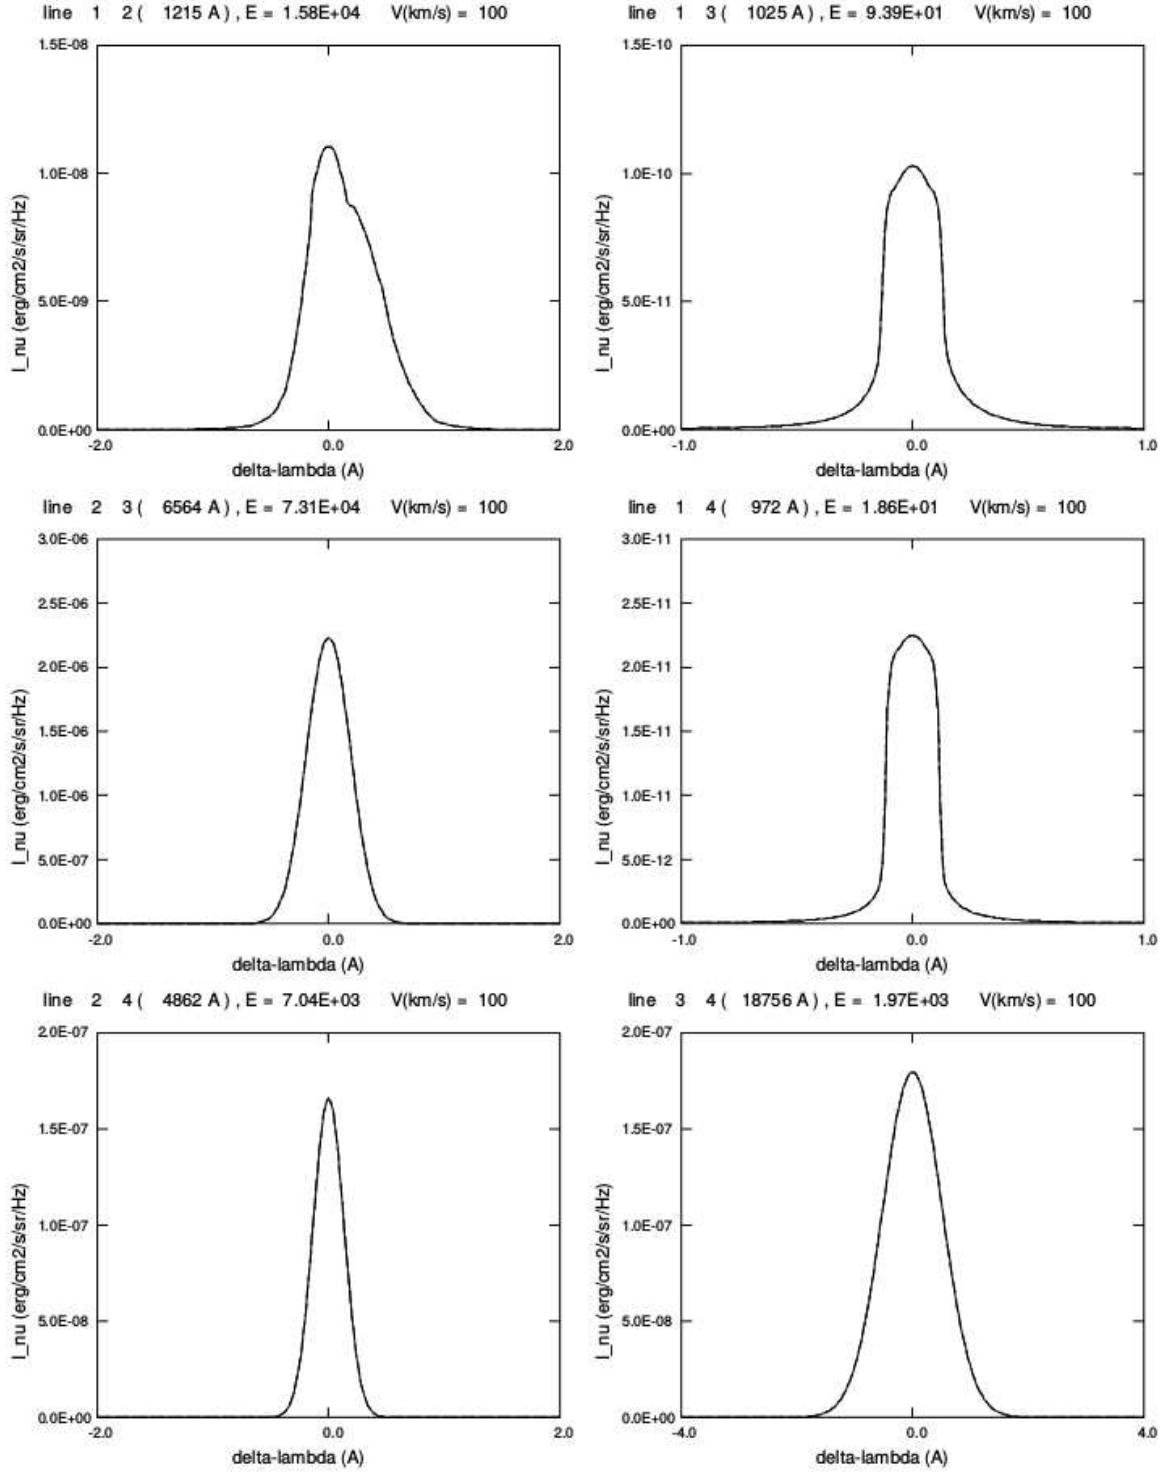 line 1 2 ( 1215 A ) , E = 1.58E+04 V(km/s) = 100
1.5E-08
1.0E-08
5.0E-09
0.0E+00
I_nu (erg/cm2/s/sr/Hz)
-2.0 0.0 2.0
delta-lambda (A)
line 1 3 ( 1025 A ) , E = 9.39E+01 V(km/s) = 100
1.5E-10
1.0E-10
5.0E-11
0.0E+00
I_nu (erg/cm2/s/sr/Hz)
-1.0 0.0 1.0
delta-lambda (A)
line 2 3 ( 6564 A ) , E = 7.31E+04 V(km/s) = 100
3.0E-06
2.5E-06
2.0E-06
1.5E-06
1.0E-06
5.0E-07
0.0E+00
I_nu (erg/cm2/s/sr/Hz)
-2.0 0.0 2.0
delta-lambda (A)
line 1 4 ( 972 A ) , E = 1.86E+01 V(km/s) = 100
3.0E-11
2.5E-11
2.0E-11
1.5E-11
1.0E-11
5.0E-12
0.0E+00
I_nu (erg/cm2/s/sr/Hz)
-1.0 0.0 1.0
delta-lambda (A)
line 2 4 ( 4862 A ) , E = 7.04E+03 V(km/s) = 100
2.0E-07
1.5E-07
1.0E-07
5.0E-08
0.0E+00
I_nu (erg/cm2/s/sr/Hz)
-2.0 0.0 2.0
delta-lambda (A)
line 3 4 ( 18756 A ) , E = 1.97E+03 V(km/s) = 100
2.0E-07
1.5E-07
1.0E-07
5.0E-08
0.0E+00
I_nu (erg/cm2/s/sr/Hz)
-4.0 0.0 4.0
delta-lambda (A)